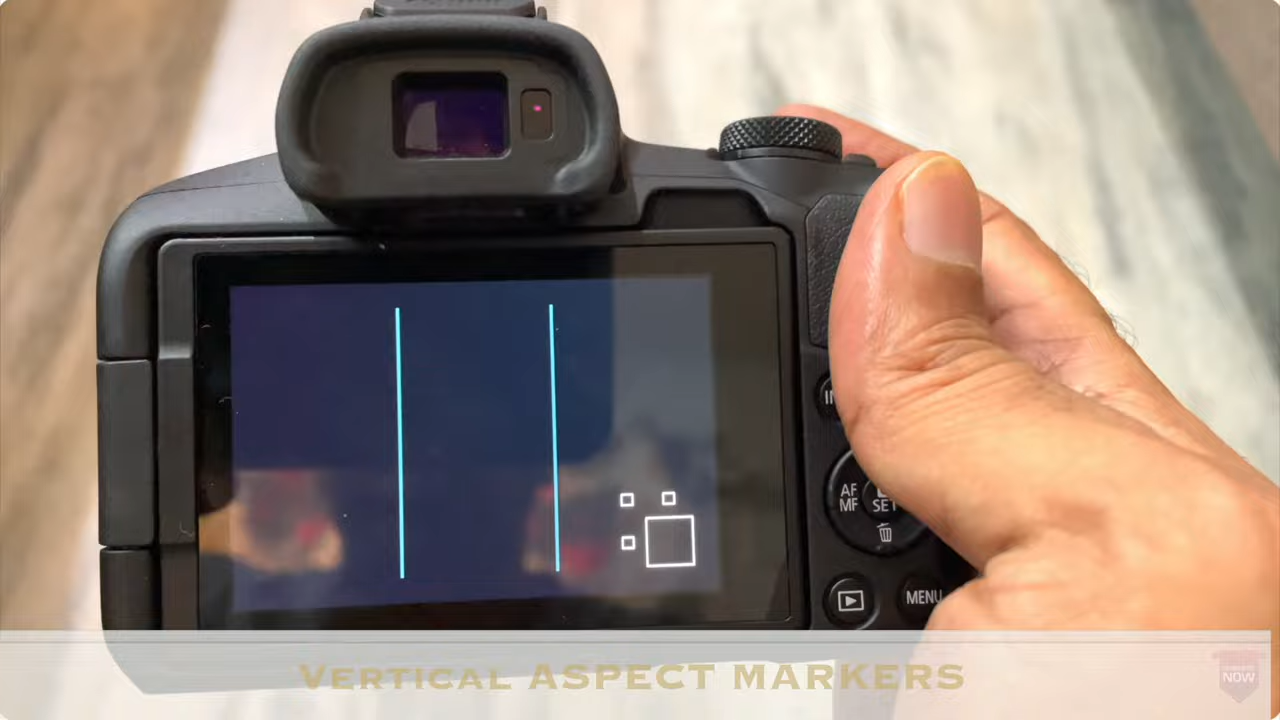 AF
MF
SET
MENU
VERTICAL ASPECT MARKERS
NOW